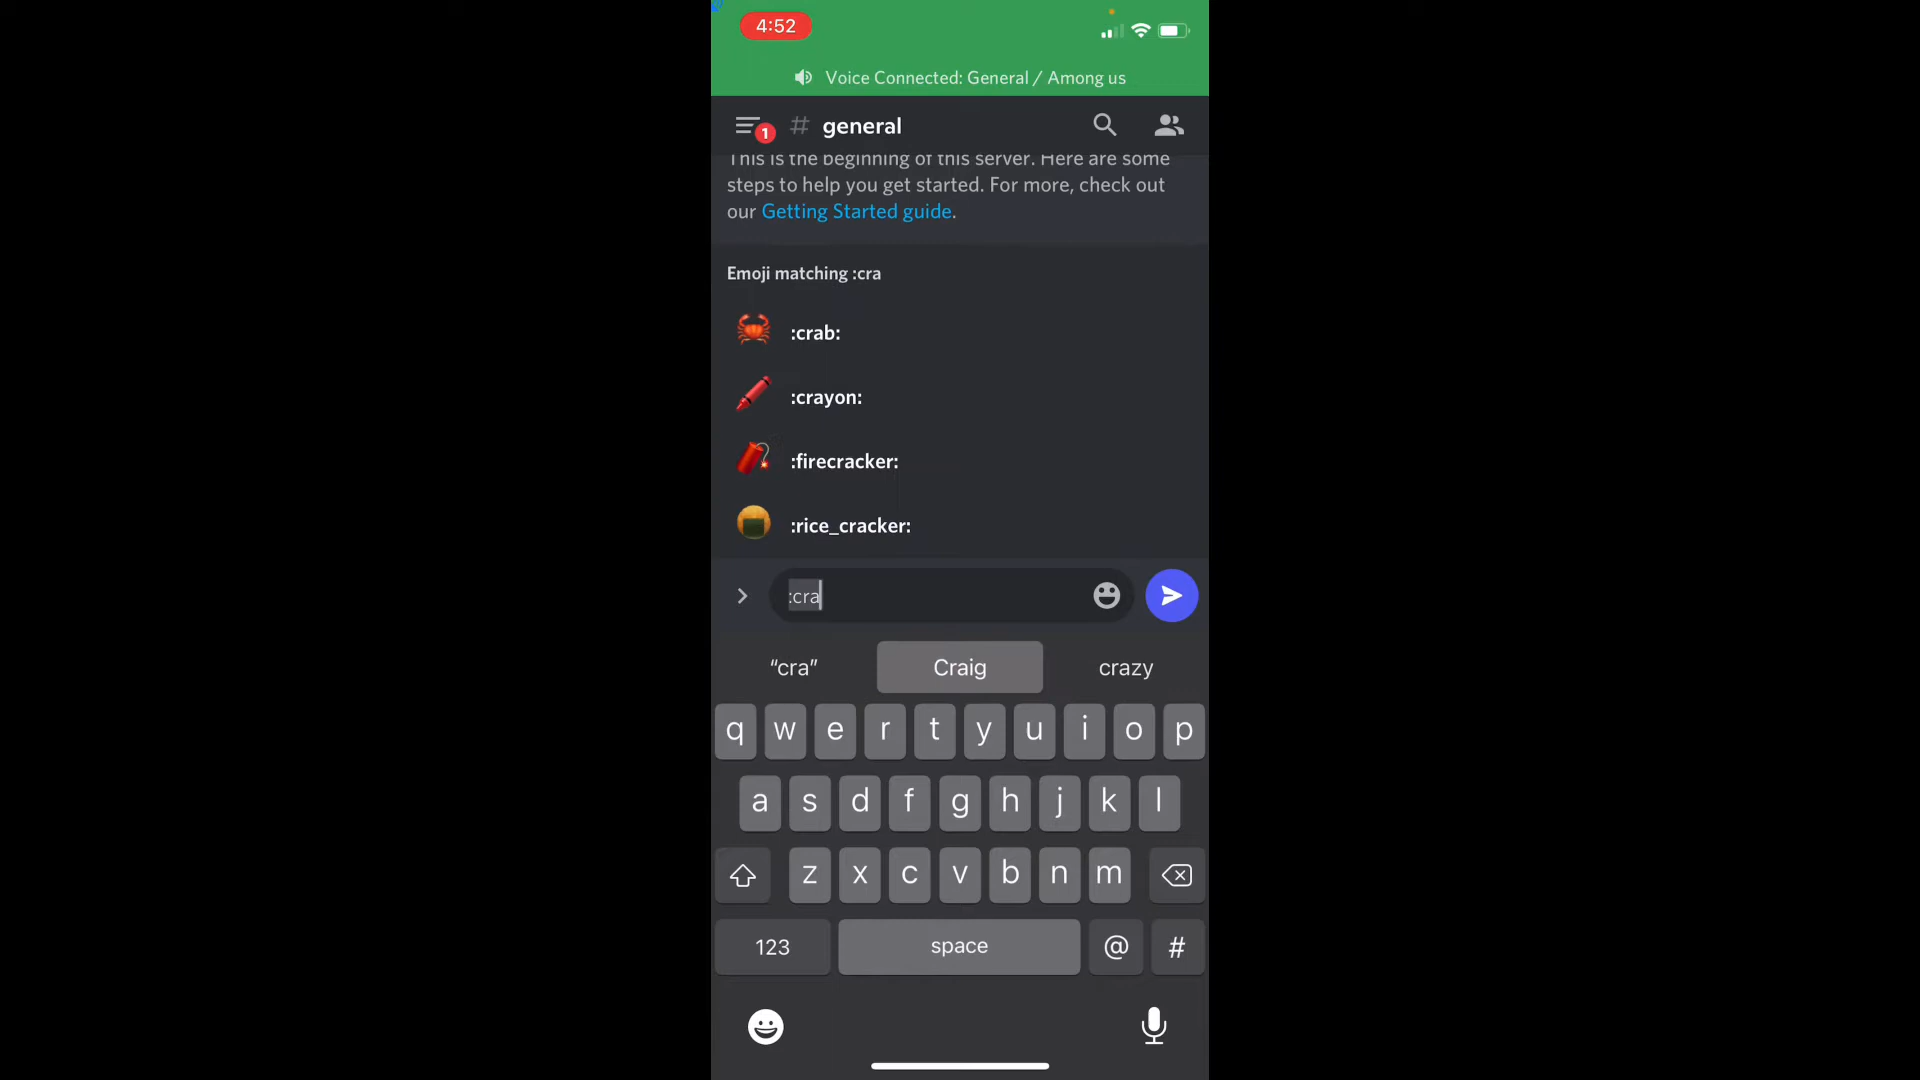 4:52
Voice Connected: General / Among us
1
# general
This is the beginning of this server. Here are some
steps to help you get started. For more, check out
our Getting Started guide.
Emoji matching :cra
:crab:
:crayon:
:firecracker:
:rice_cracker:
:cra
“cra” Craig crazy
q w e r t y u i o p
a s d f g h j k l
z x c v b n m
123 space @ #